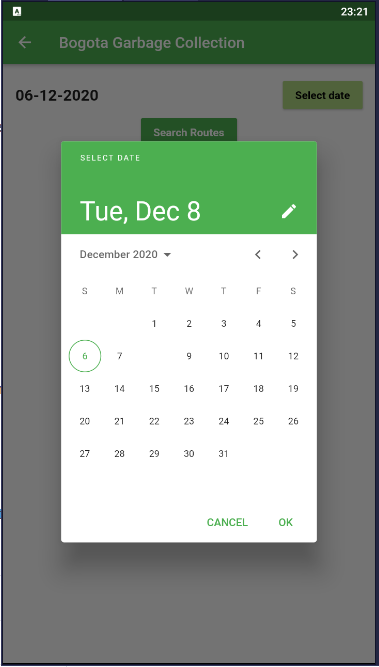 23:21
Bogota Garbage Collection
06-12-2020
Select date
Search Routes
SELECT DATE
Tue, Dec 8
December 2020
S M T W T F S
1 2 3 4 5
6 7 9 10 11 12
13 14 15 16 17 18 19
20 21 22 23 24 25 26
27 28 29 30 31
CANCEL OK